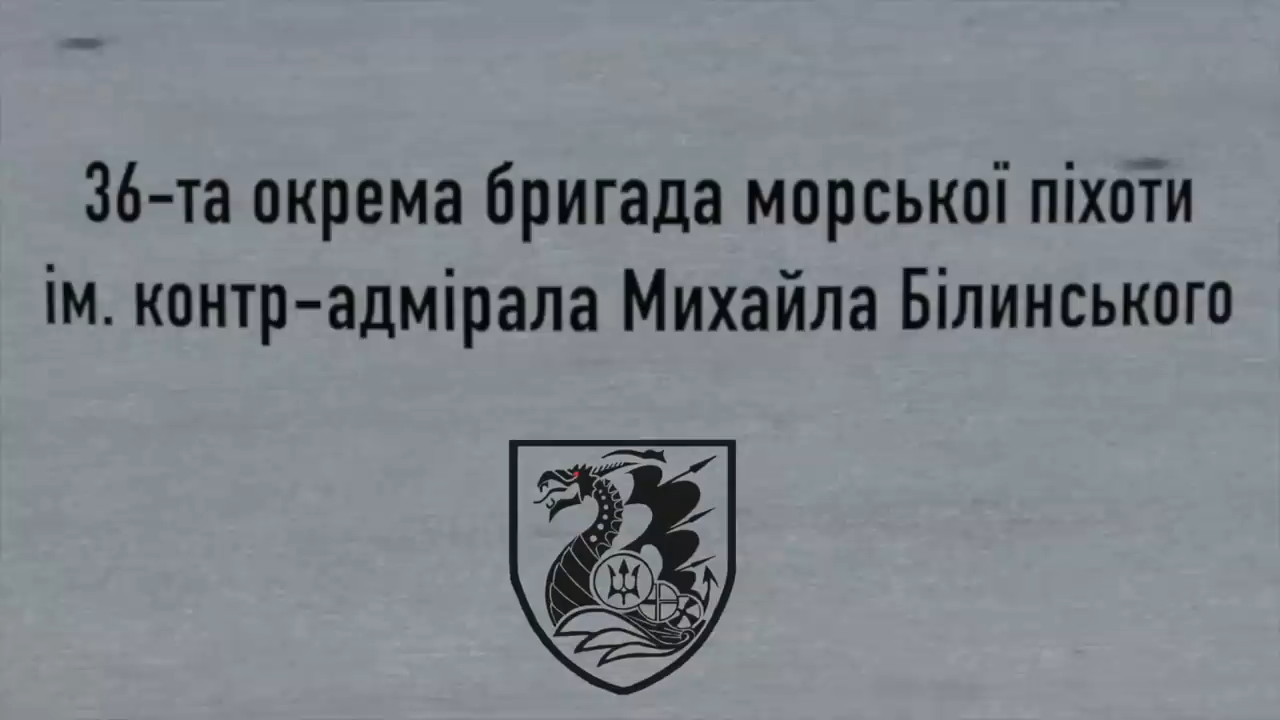 36-та окрема бригада морської піхоти
ім. контр-адмірала Михайла Білинського